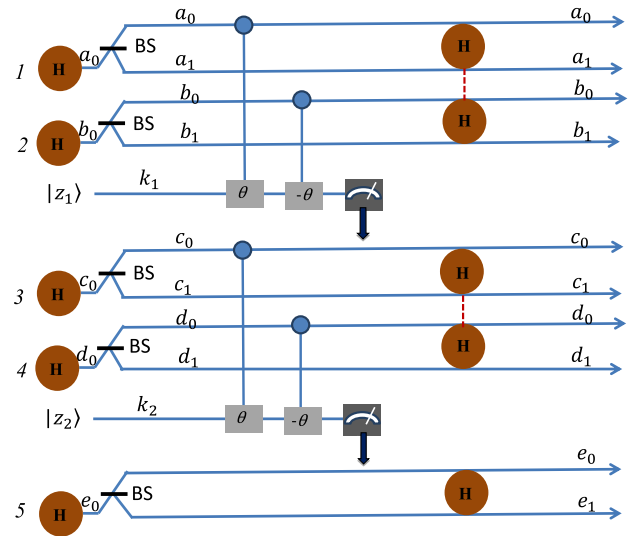 a₀ a₀
BS H
1 H a₀ a₁ a₁
b₀ b₀
BS H
2 H b₀ b₁ b₁
|z₁⟩ k₁ θ -θ
c₀ c₀
BS H
3 H c₀ c₁ c₁
d₀ d₀
BS H
4 H d₀ d₁ d₁
|z₂⟩ k₂ θ -θ
e₀
BS H
5 H e₀ e₁